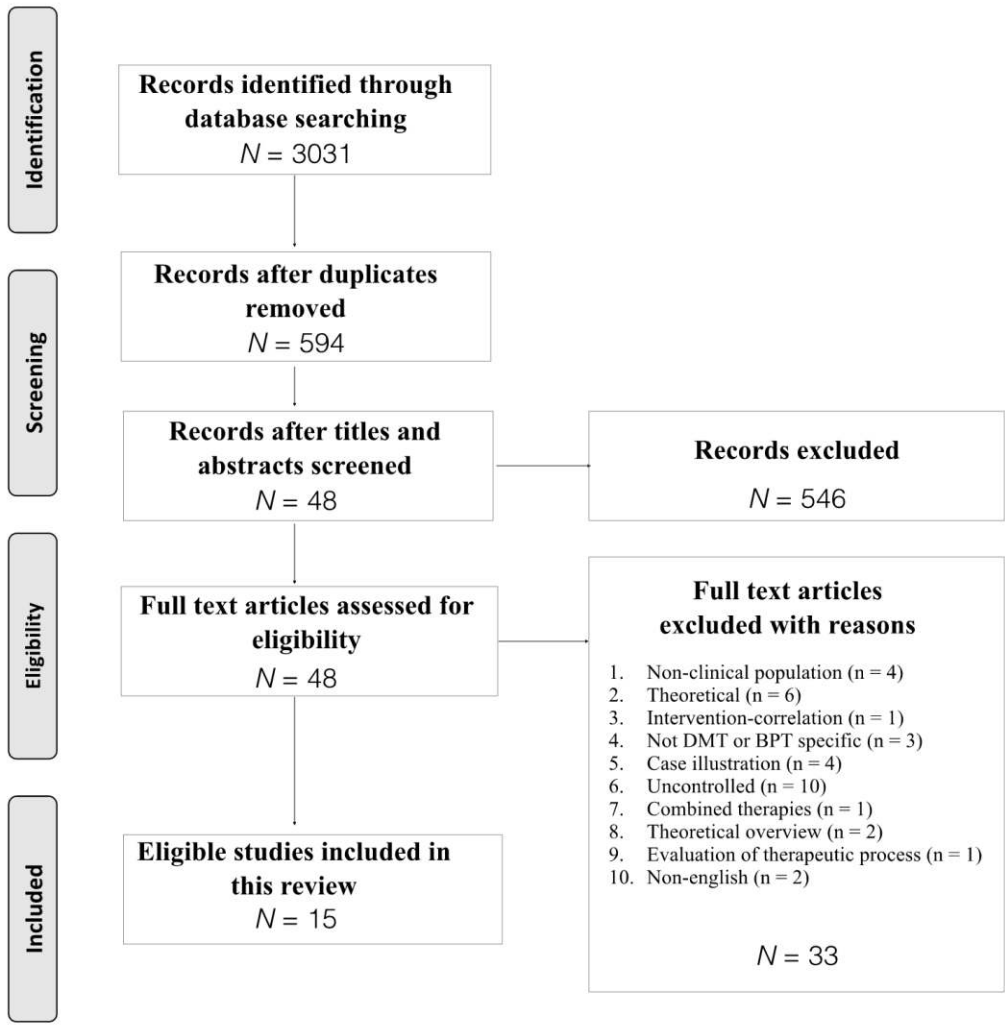 Identification
Records identified through
database searching
N = 3031
Screening
Records after duplicates
removed
N = 594
Records after titles and
abstracts screened
N = 48
Records excluded
N = 546
Eligibility
Full text articles assessed for
eligibility
N = 48
Full text articles
excluded with reasons
1. Non-clinical population (n = 4)
2. Theoretical (n = 6)
3. Intervention-correlation (n = 1)
4. Not DMT or BPT specific (n = 3)
5. Case illustration (n = 4)
6. Uncontrolled (n = 10)
7. Combined therapies (n = 1)
8. Theoretical overview (n = 2)
9. Evaluation of therapeutic process (n = 1)
10. Non-english (n = 2)
N = 33
Included
Eligible studies included in
this review
N = 15